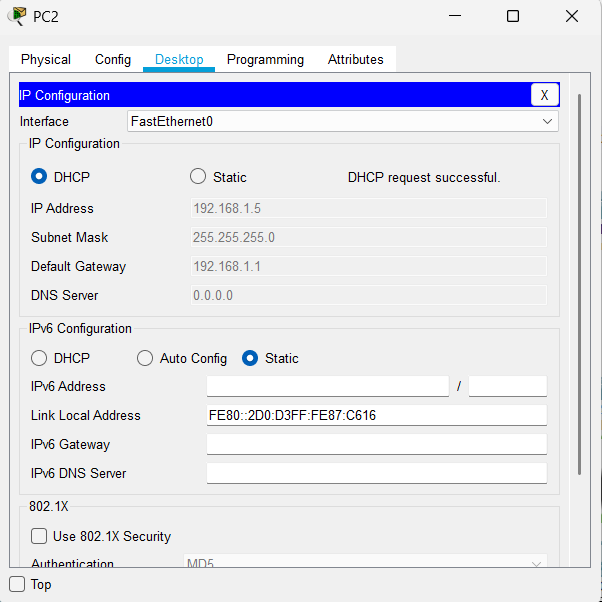 PC2
Physical Config Desktop Programming Attributes
IP Configuration X
Interface FastEthernet0
IP Configuration
DHCP Static DHCP request successful.
IP Address 192.168.1.5
Subnet Mask 255.255.255.0
Default Gateway 192.168.1.1
DNS Server 0.0.0.0
IPv6 Configuration
DHCP Auto Config Static
IPv6 Address /
Link Local Address FE80::2D0:D3FF:FE87:C616
IPv6 Gateway
IPv6 DNS Server
802.1X
Use 802.1X Security
Authentication MD5
Top